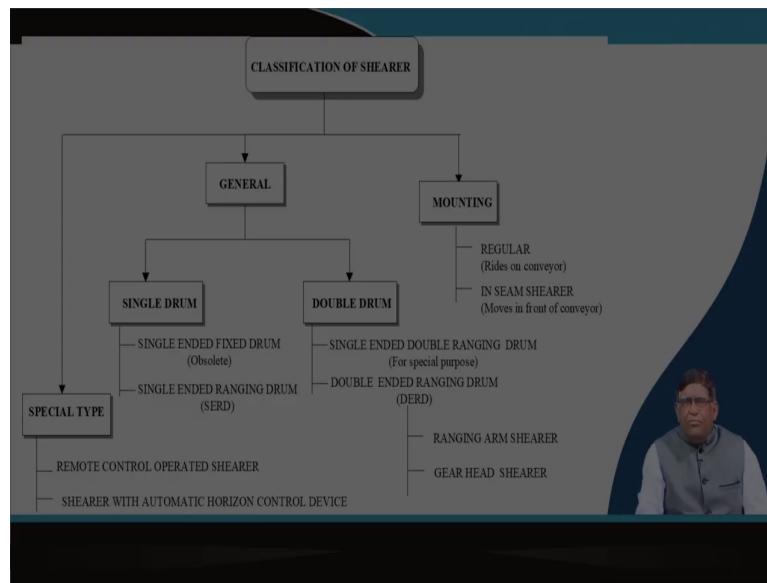 CLASSIFICATION OF SHEARER
GENERAL
MOUNTING
REGULAR
(Rides on conveyor)
IN SEAM SHEARER
(Moves in front of conveyor)
SINGLE DRUM
DOUBLE DRUM
SINGLE ENDED FIXED DRUM
(Obsolete)
SINGLE ENDED RANGING DRUM
(SERD)
SINGLE ENDED DOUBLE RANGING DRUM
(For special purpose)
DOUBLE ENDED RANGING DRUM
(DERD)
RANGING ARM SHEARER
GEAR HEAD SHEARER
SPECIAL TYPE
REMOTE CONTROL OPERATED SHEARER
SHEARER WITH AUTOMATIC HORIZON CONTROL DEVICE